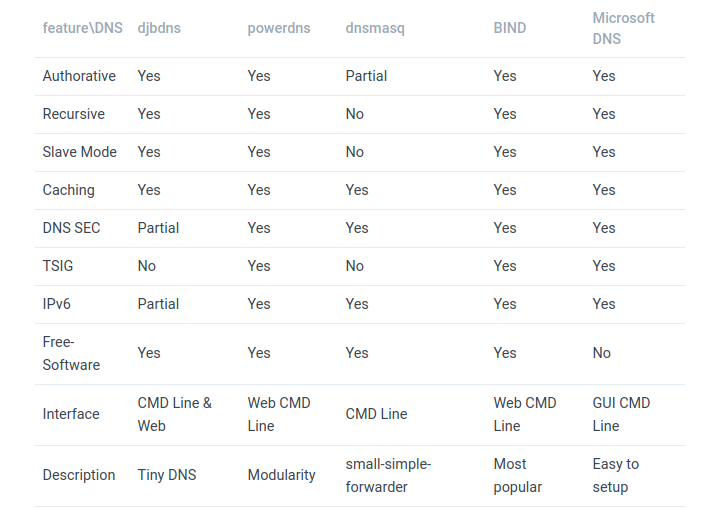 feature\DNS djbdns powerdns dnsmasq BIND Microsoft
DNS
Authorative Yes Yes Partial Yes Yes
Recursive Yes Yes No Yes Yes
Slave Mode Yes Yes No Yes Yes
Caching Yes Yes Yes Yes Yes
DNS SEC Partial Yes Yes Yes Yes
TSIG No Yes No Yes Yes
IPv6 Partial Yes Yes Yes Yes
Free-
Software Yes Yes Yes Yes No
Interface CMD Line & Web CMD CMD Line Web CMD GUI CMD
Web Line Line Line
Description Tiny DNS Modularity small-simple- Most Easy to
forwarder popular setup